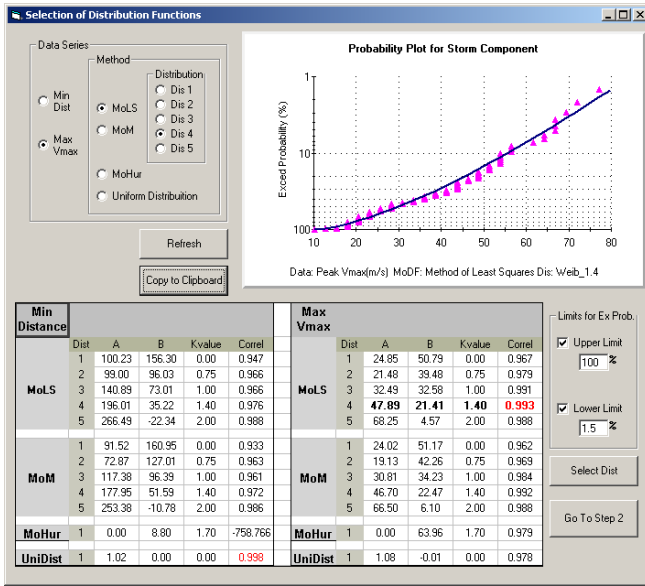 Selection of Distribution Functions
Data Series
Method
Distribution
Min Dist
Max Vmax
MoLS
MoM
MoHur
Uniform Distribuition
Dis 1
Dis 2
Dis 3
Dis 4
Dis 5
Refresh
Copy to Clipboard
Probability Plot for Storm Component
Exced Probability (%)
1
10
100
10 20 30 40 50 60 70 80
Data: Peak Vmax(m/s) MoDF: Method of Least Squares Dis: Weib_1.4
Min Distance
Dist A B Kvalue Correl
MoLS
1 100.23 156.30 0.00 0.947
2 99.00 96.03 0.75 0.966
3 140.89 73.01 1.00 0.966
4 196.01 35.22 1.40 0.976
5 266.49 -22.34 2.00 0.988
MoM
1 91.52 160.95 0.00 0.933
2 72.87 127.01 0.75 0.963
3 117.38 96.39 1.00 0.961
4 177.95 51.59 1.40 0.972
5 253.38 -10.78 2.00 0.986
MoHur 1 0.00 8.80 1.70 -758.766
UniDist 1 1.02 0.00 0.00 0.998
Max Vmax
Dist A B Kvalue Correl
MoLS
1 24.85 50.79 0.00 0.967
2 21.48 39.48 0.75 0.979
3 32.49 32.58 1.00 0.991
4 47.89 21.41 1.40 0.993
5 68.25 4.57 2.00 0.988
MoM
1 24.02 51.17 0.00 0.962
2 19.13 42.26 0.75 0.969
3 30.81 34.23 1.00 0.984
4 46.70 22.47 1.40 0.992
5 66.50 6.10 2.00 0.988
MoHur 1 0.00 63.96 1.70 0.979
UniDist 1 1.08 -0.01 0.00 0.978
Limits for Ex Prob.
Upper Limit
100 %
Lower Limit
1.5 %
Select Dist
Go To Step 2